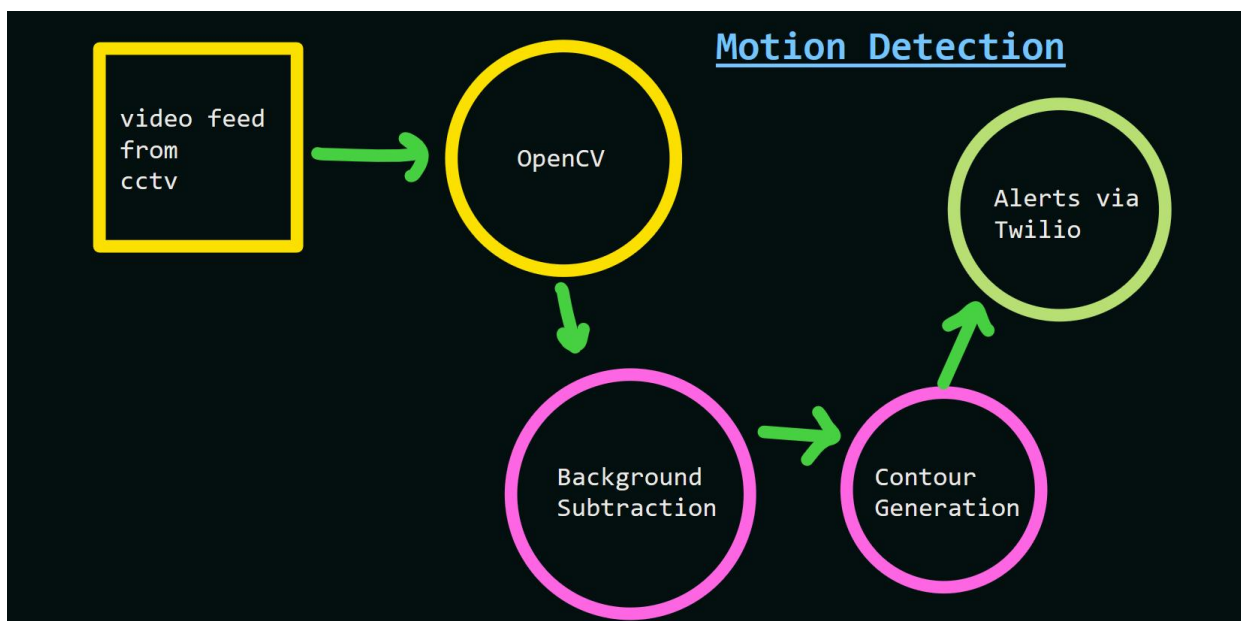 Motion Detection
video feed
from
cctv
OpenCV
Background
Subtraction
Contour
Generation
Alerts via
Twilio